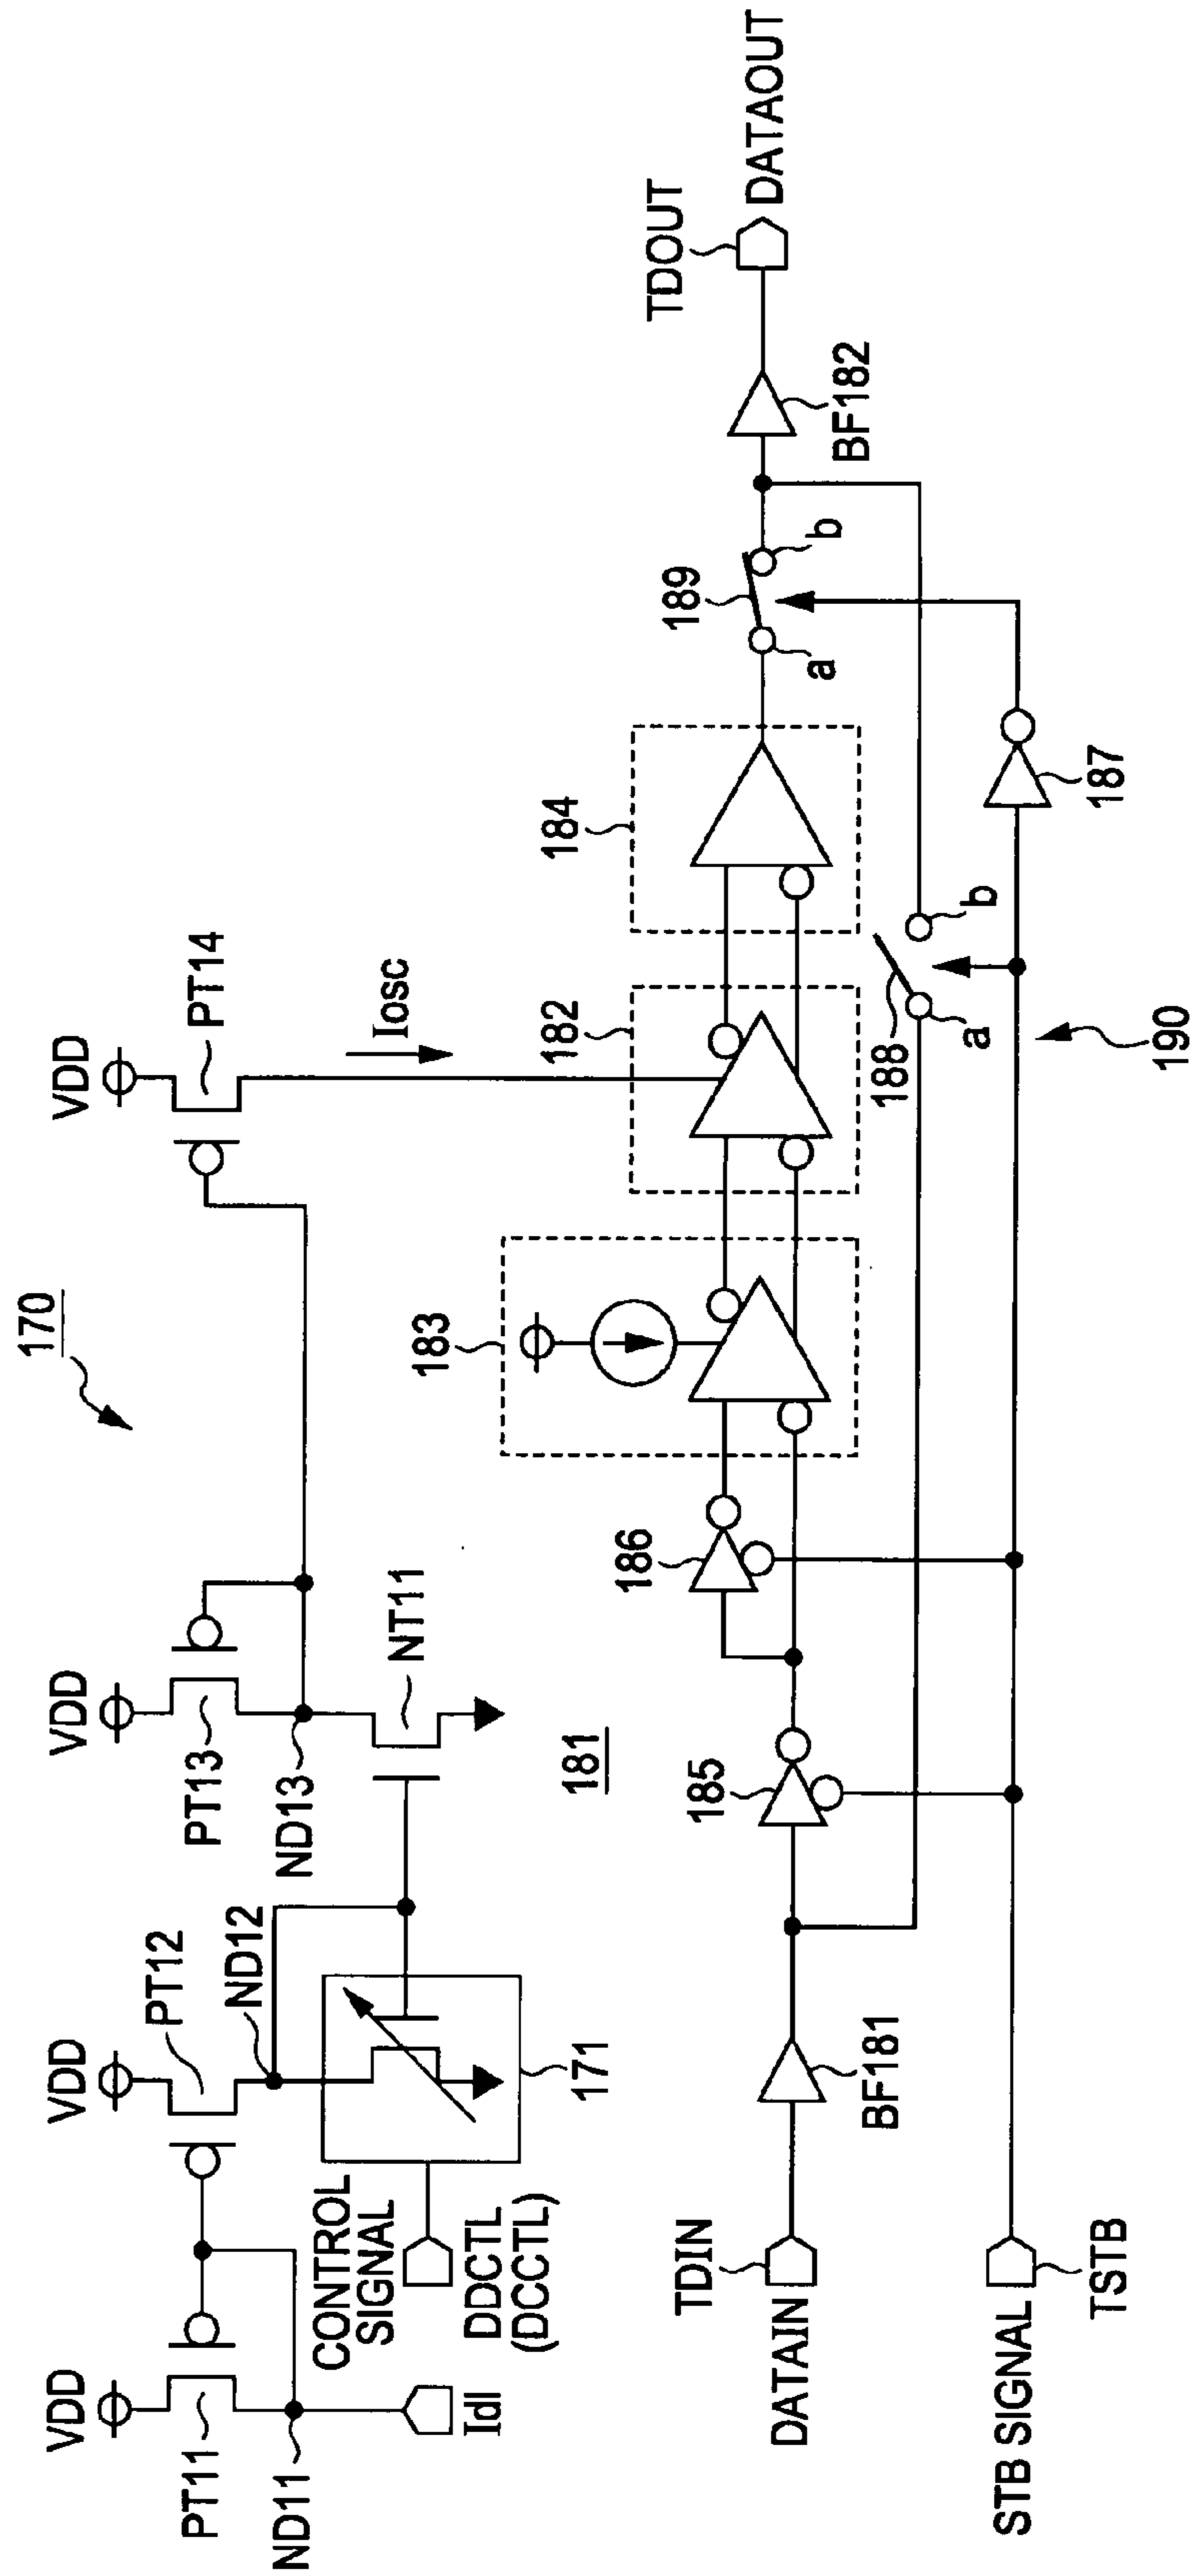 170
VDD
VDD
VDD
VDD
PT11
PT12
PT13
PT14
ND11
ND12
ND13
NT11
Iosc
Idl
CONTROL
SIGNAL
DDCTL
(DCCTL)
171
181
183
182
184
189
a
b
TDOUT
DATAOUT
TDIN
DATAIN
BF181
185
186
BF182
188
a
b
187
190
STB SIGNAL
TSTB